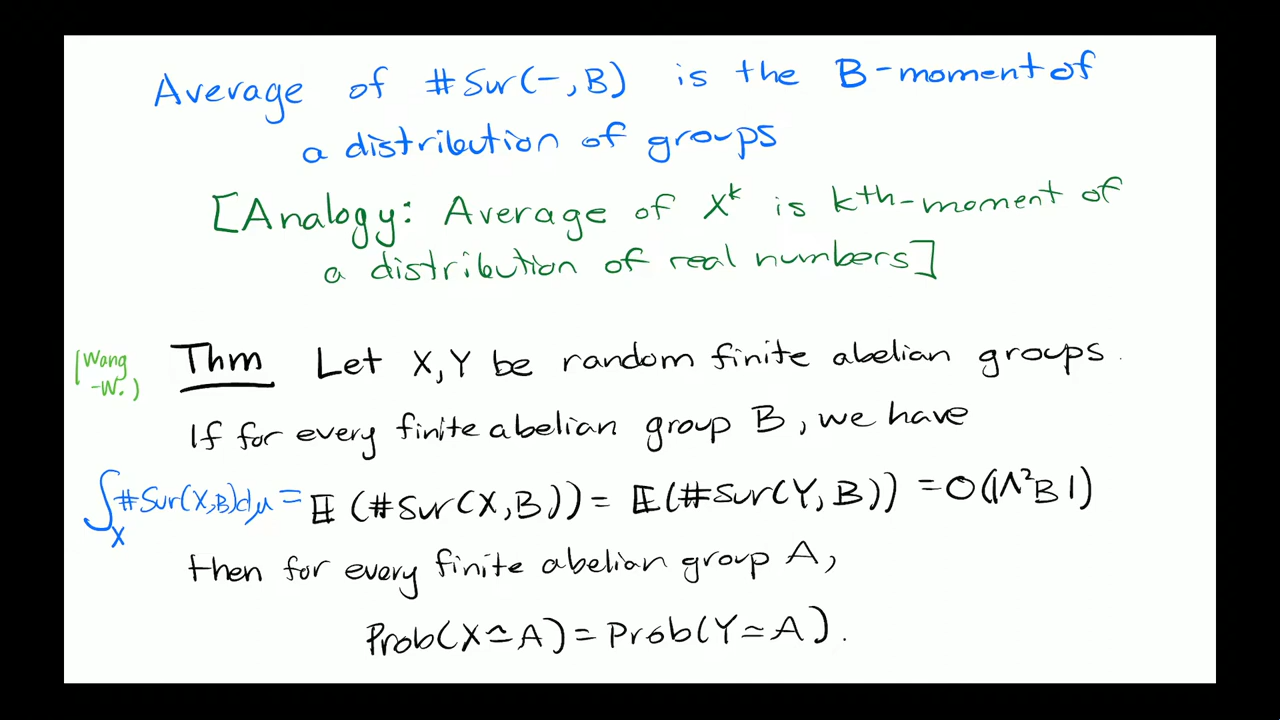 Average of #Sur(-, B) is the B-moment of
a distribution of groups
[Analogy: Average of X^k is k^th-moment of
a distribution of real numbers]
[Wang
-W.)
Thm Let X, Y be random finite abelian groups.
If for every finite abelian group B, we have
∫_X #Sur(X,B)dμ = 𝔼(#Sur(X,B)) = 𝔼(#Sur(Y,B)) = O(|Λ²B|)
then for every finite abelian group A,
Prob(X≃A) = Prob(Y≃A).